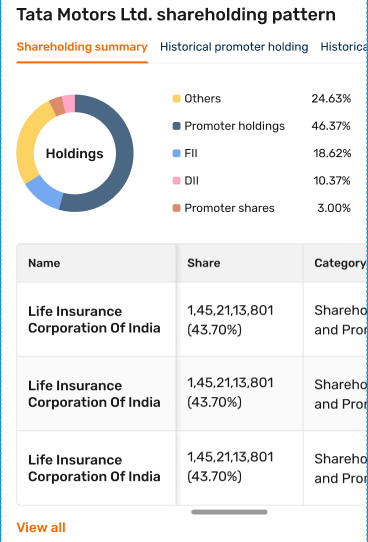 Tata Motors Ltd. shareholding pattern
Shareholding summary Historical promoter holding Historica
Others 24.63%
Promoter holdings 46.37%
FII 18.62%
DII 10.37%
Promoter shares 3.00%
Holdings
Name Share Category
Life Insurance Corporation Of India 1,45,21,13,801 (43.70%) Shareho and Pro
Life Insurance Corporation Of India 1,45,21,13,801 (43.70%) Shareho and Pro
Life Insurance Corporation Of India 1,45,21,13,801 (43.70%) Shareho and Pro
View all